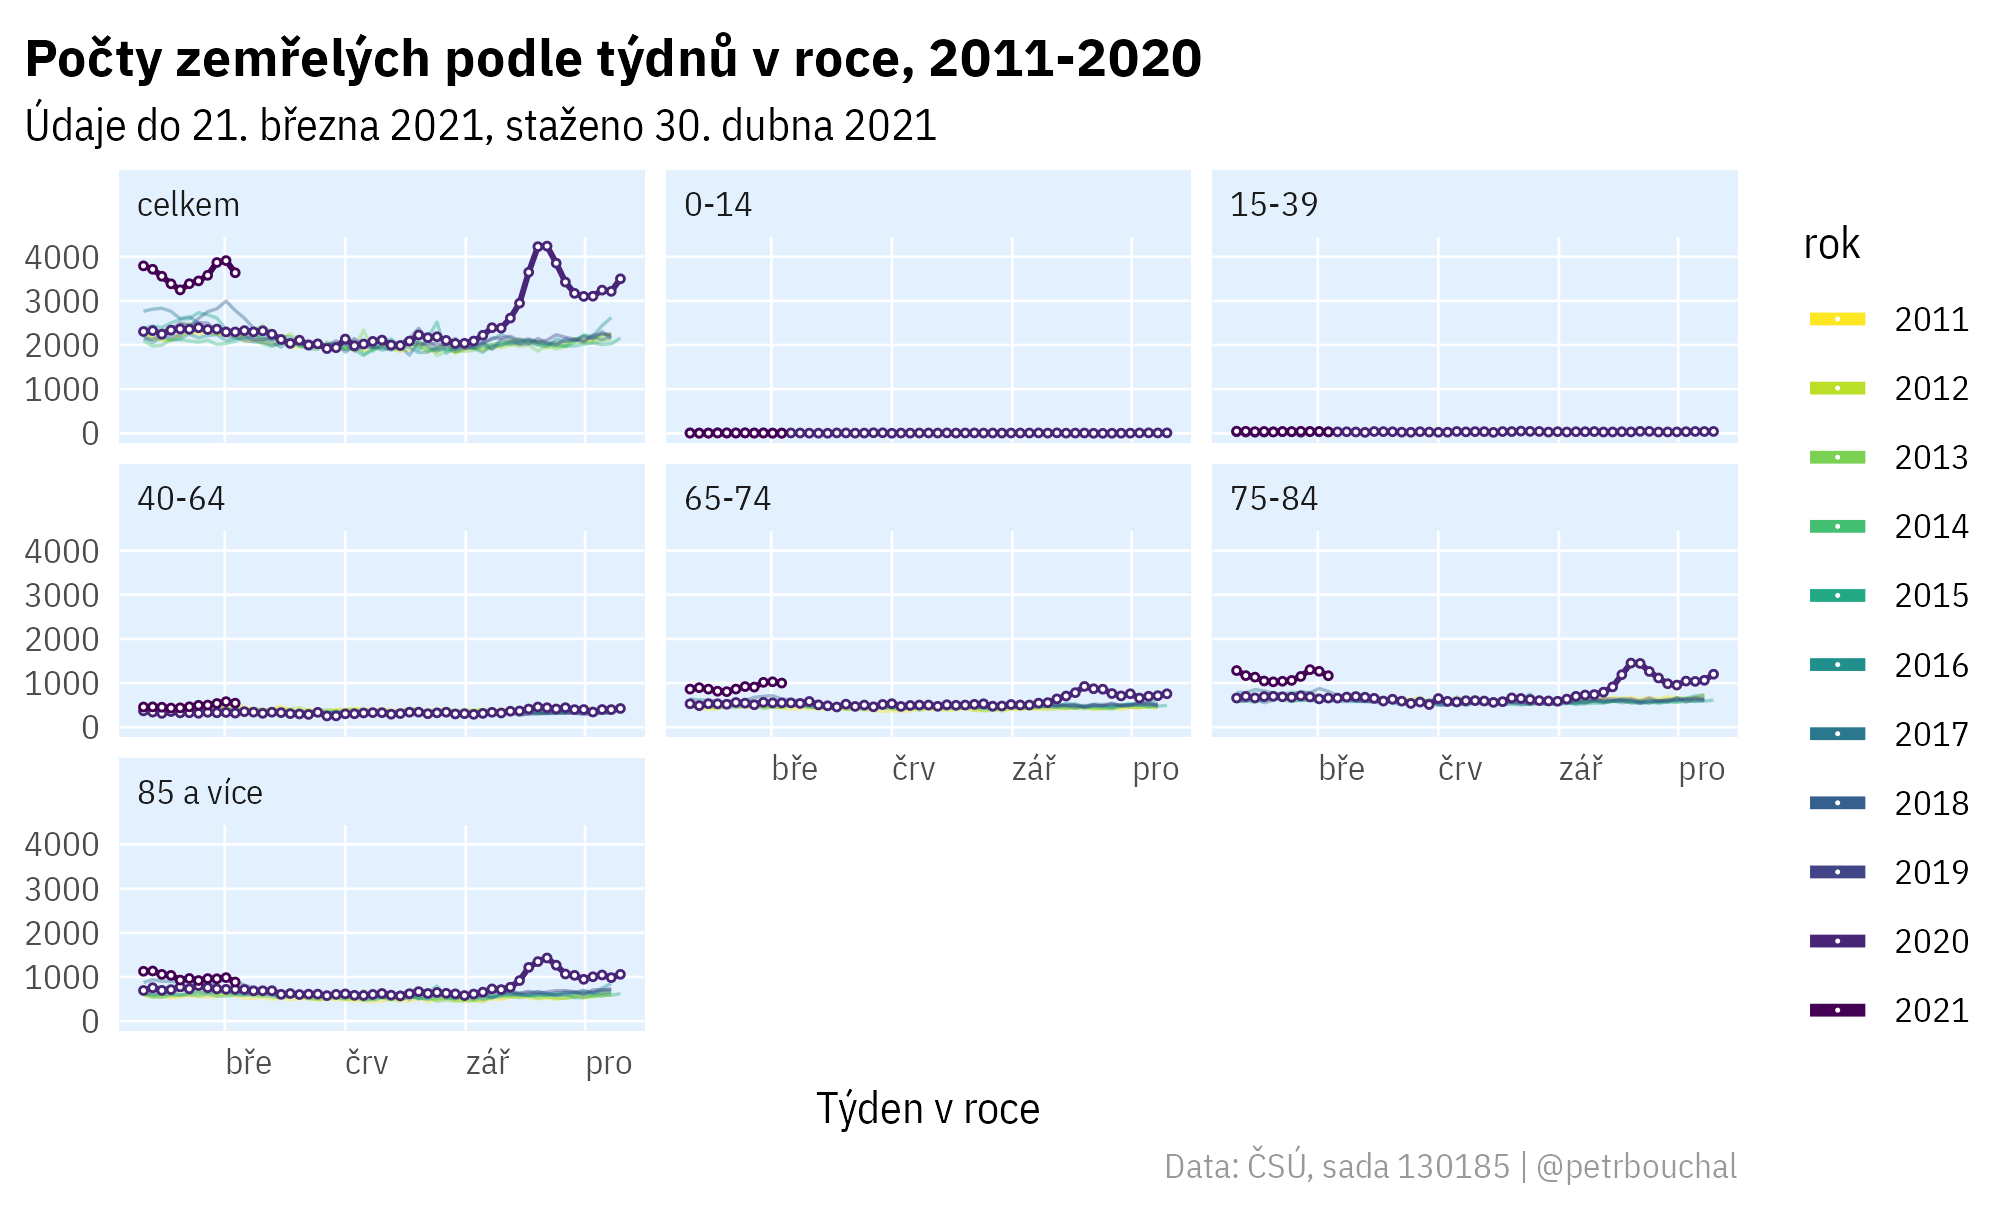 Počty zemřelých podle týdnů v roce, 2011-2020
Údaje do 21. března 2021, staženo 30. dubna 2021
celkem
0-14
15-39
4000
3000
2000
1000
0
40-64
65-74
75-84
4000
3000
2000
1000
0
bře
črv
zář
pro
bře
črv
zář
pro
85 a více
4000
3000
2000
1000
0
bře
črv
zář
pro
Týden v roce
rok
2011
2012
2013
2014
2015
2016
2017
2018
2019
2020
2021
Data: ČSÚ, sada 130185 | @petrbouchal